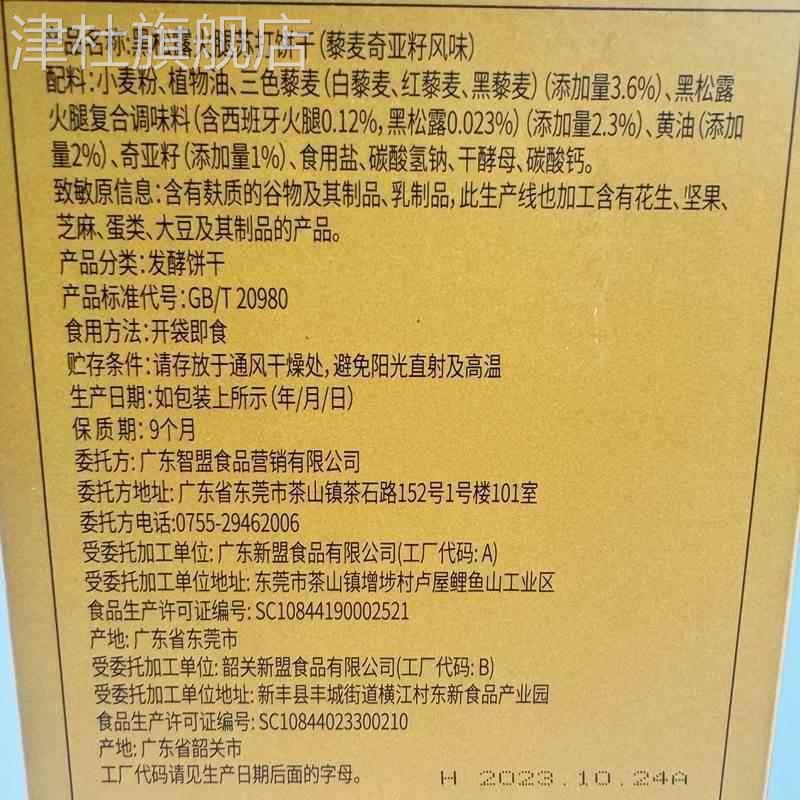 津杜旗舰店
产品名称:黑松露火腿苏打饼干(藜麦奇亚籽风味)
配料:小麦粉、植物油、三色藜麦(白藜麦、红藜麦、黑藜麦)(添加量3.6%)、黑松露
火腿复合调味料(含西班牙火腿0.12%,黑松露0.023%)(添加量2.3%)、黄油(添加
量2%)、奇亚籽(添加量1%)、食用盐、碳酸氢钠、干酵母、碳酸钙。
致敏原信息:含有麸质的谷物及其制品、乳制品,此生产线也加工含有花生、坚果、
芝麻、蛋类、大豆及其制品的产品。
产品分类:发酵饼干
产品标准代号:GB/T 20980
食用方法:开袋即食
贮存条件:请存放于通风干燥处,避免阳光直射及高温
生产日期:如包装上所示(年/月/日)
保质期:9个月
委托方:广东智盟食品营销有限公司
委托方地址:广东省东莞市茶山镇茶石路152号1号楼101室
委托方电话:0755-29462006
受委托加工单位:广东新盟食品有限公司(工厂代码:A)
受委托加工单位地址:东莞市茶山镇增埗村卢屋鲤鱼山工业区
食品生产许可证编号:SC10844190002521
产地:广东省东莞市
受委托加工单位:韶关新盟食品有限公司(工厂代码:B)
受委托加工单位地址:新丰县丰城街道横江村东新食品产业园
食品生产许可证编号:SC10844023300210
产地:广东省韶关市
工厂代码请见生产日期后面的字母。
H 2023.10.24A